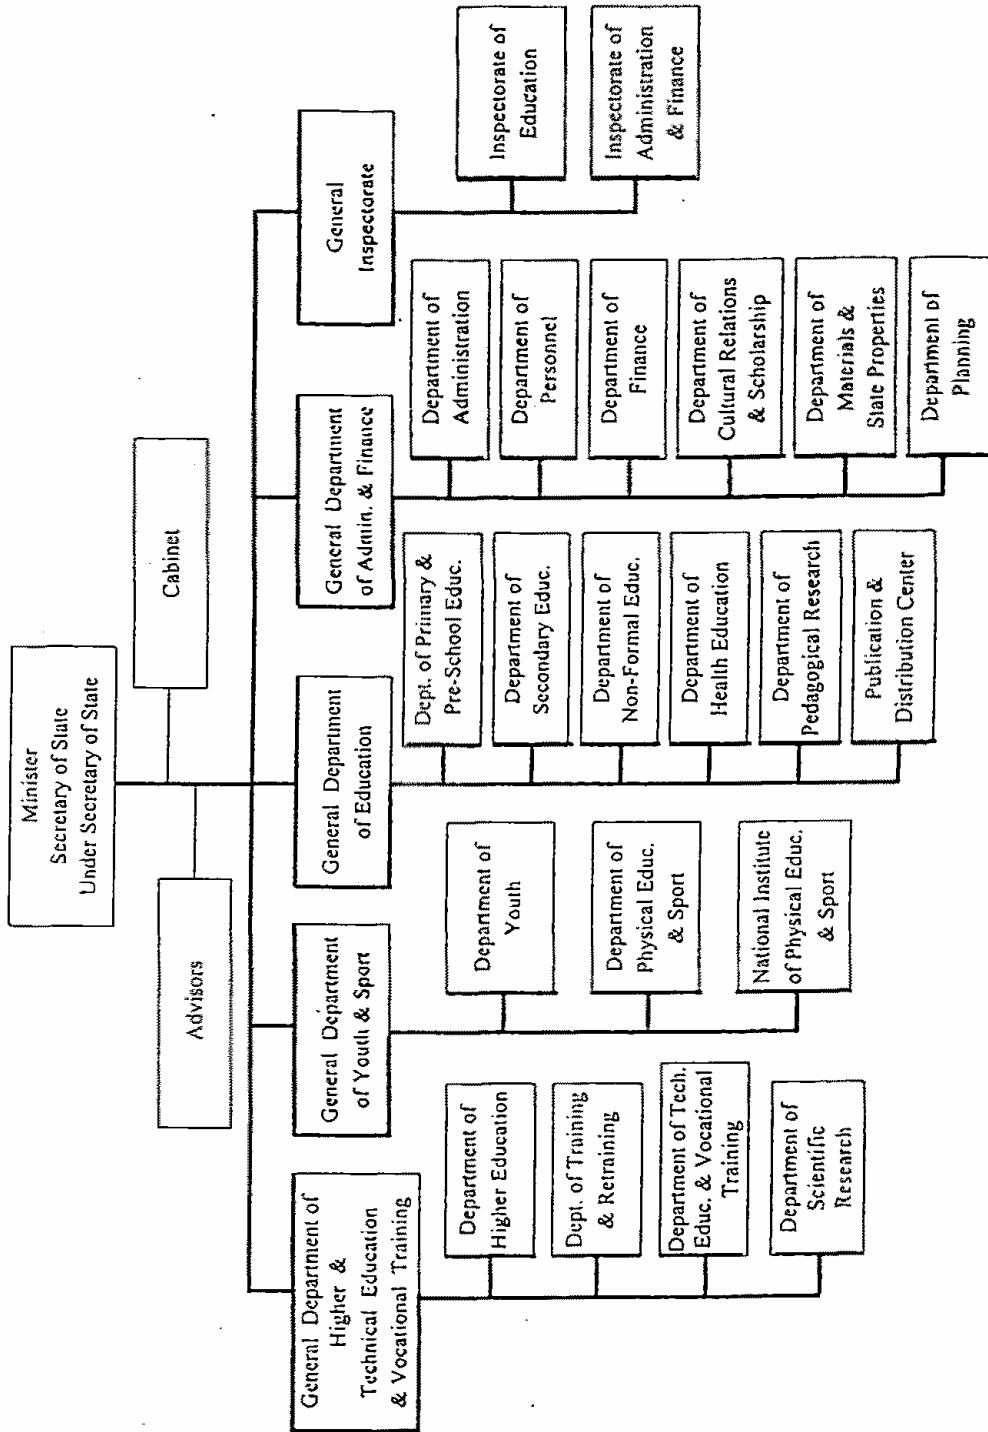 Minister
Secretary of State
Under Secretary of State
Advisors
Cabinet
General Department of
Higher &
Technical Education
& Vocational Training
Department of
Higher Education
Dept. of Training
& Retraining
Department of Tech.
Educ. & Vocational
Training
Department of
Scientific
Research
General Department
of Youth & Sport
Department of
Youth
Department of
Physical Educ.
& Sport
National Institute
of Physical Educ.
& Sport
General Department
of Education
Dept. of Primary &
Pre-School Educ.
Department of
Secondary Educ.
Department of
Non-Formal Educ.
Department of
Health Education
Department of
Pedagogical Research
Publication &
Distribution Center
General Department
of Admin. & Finance
Department of
Administration
Department of
Personnel
Department of
Finance
Department of
Cultural Relations
& Scholarship
Department of
Materials &
State Properties
Department of
Planning
General
Inspectorate
Inspectorate of
Education
Inspectorate of
Administration
& Finance